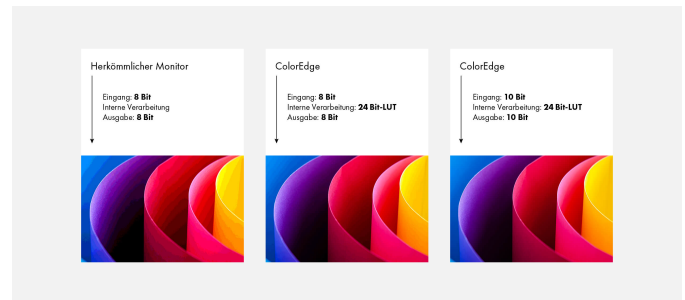 Herkömmlicher Monitor
Eingang: 8 Bit
Interne Verarbeitung
Ausgabe: 8 Bit
ColorEdge
Eingang: 8 Bit
Interne Verarbeitung: 24 Bit-LUT
Ausgabe: 8 Bit
ColorEdge
Eingang: 10 Bit
Interne Verarbeitung: 24 Bit-LUT
Ausgabe: 10 Bit